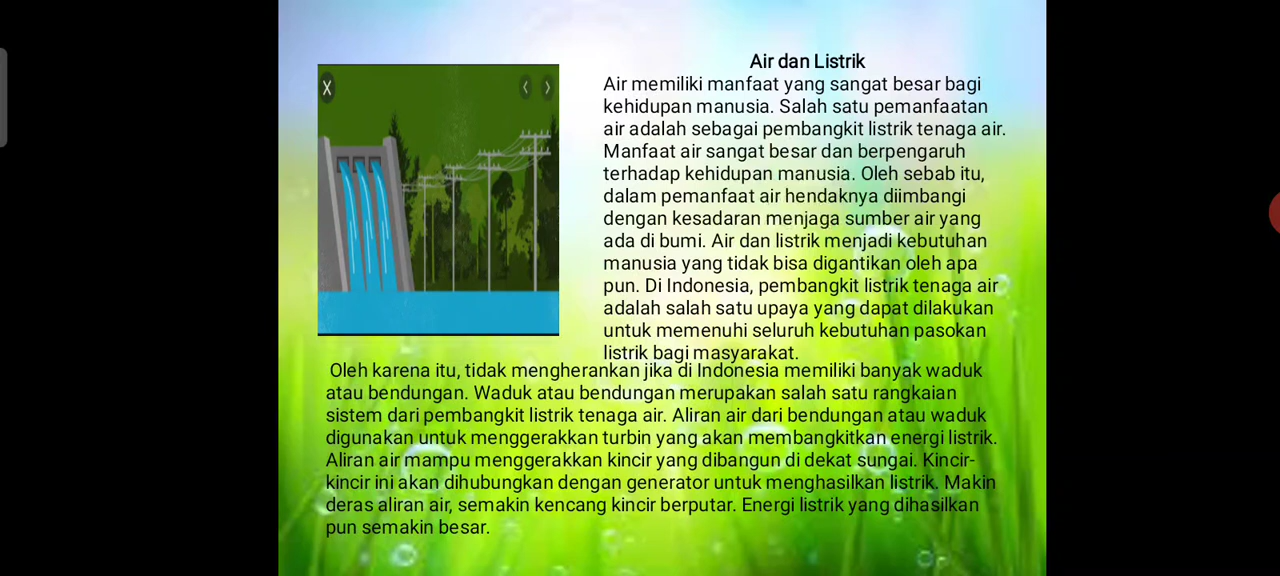 Air dan Listrik
Air memiliki manfaat yang sangat besar bagi
kehidupan manusia. Salah satu pemanfaatan
air adalah sebagai pembangkit listrik tenaga air.
Manfaat air sangat besar dan berpengaruh
terhadap kehidupan manusia. Oleh sebab itu,
dalam pemanfaat air hendaknya diimbangi
dengan kesadaran menjaga sumber air yang
ada di bumi. Air dan listrik menjadi kebutuhan
manusia yang tidak bisa digantikan oleh apa
pun. Di Indonesia, pembangkit listrik tenaga air
adalah salah satu upaya yang dapat dilakukan
untuk memenuhi seluruh kebutuhan pasokan
listrik bagi masyarakat.
Oleh karena itu, tidak mengherankan jika di Indonesia memiliki banyak waduk
atau bendungan. Waduk atau bendungan merupakan salah satu rangkaian
sistem dari pembangkit listrik tenaga air. Aliran air dari bendungan atau waduk
digunakan untuk menggerakkan turbin yang akan membangkitkan energi listrik.
Aliran air mampu menggerakkan kincir yang dibangun di dekat sungai. Kincir-
kincir ini akan dihubungkan dengan generator untuk menghasilkan listrik. Makin
deras aliran air, semakin kencang kincir berputar. Energi listrik yang dihasilkan
pun semakin besar.